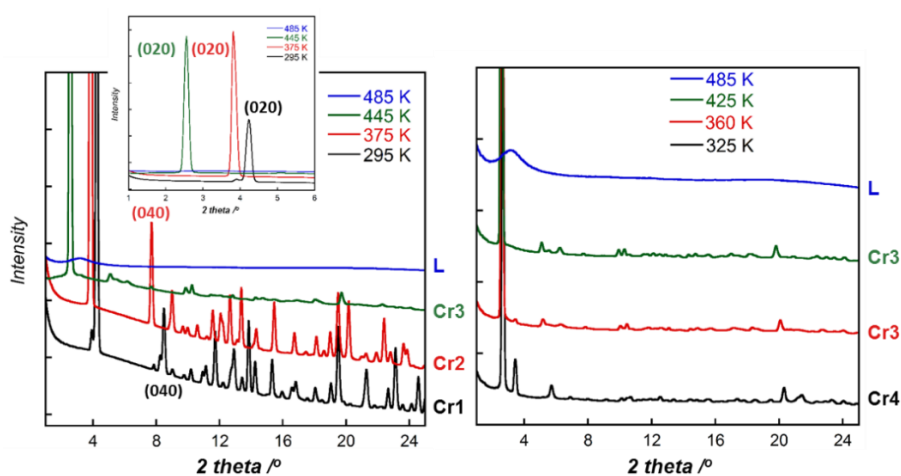 (020)
(020)
(020)
485 K
445 K
375 K
295 K
Intensity
1 2 3 4 5 6
2 theta /º
485 K
445 K
375 K
295 K
(040)
(040)
Intensity
L
Cr3
Cr2
Cr1
4 8 12 16 20 24
2 theta /º
485 K
425 K
360 K
325 K
L
Cr3
Cr3
Cr4
4 8 12 16 20 24
2 theta /º